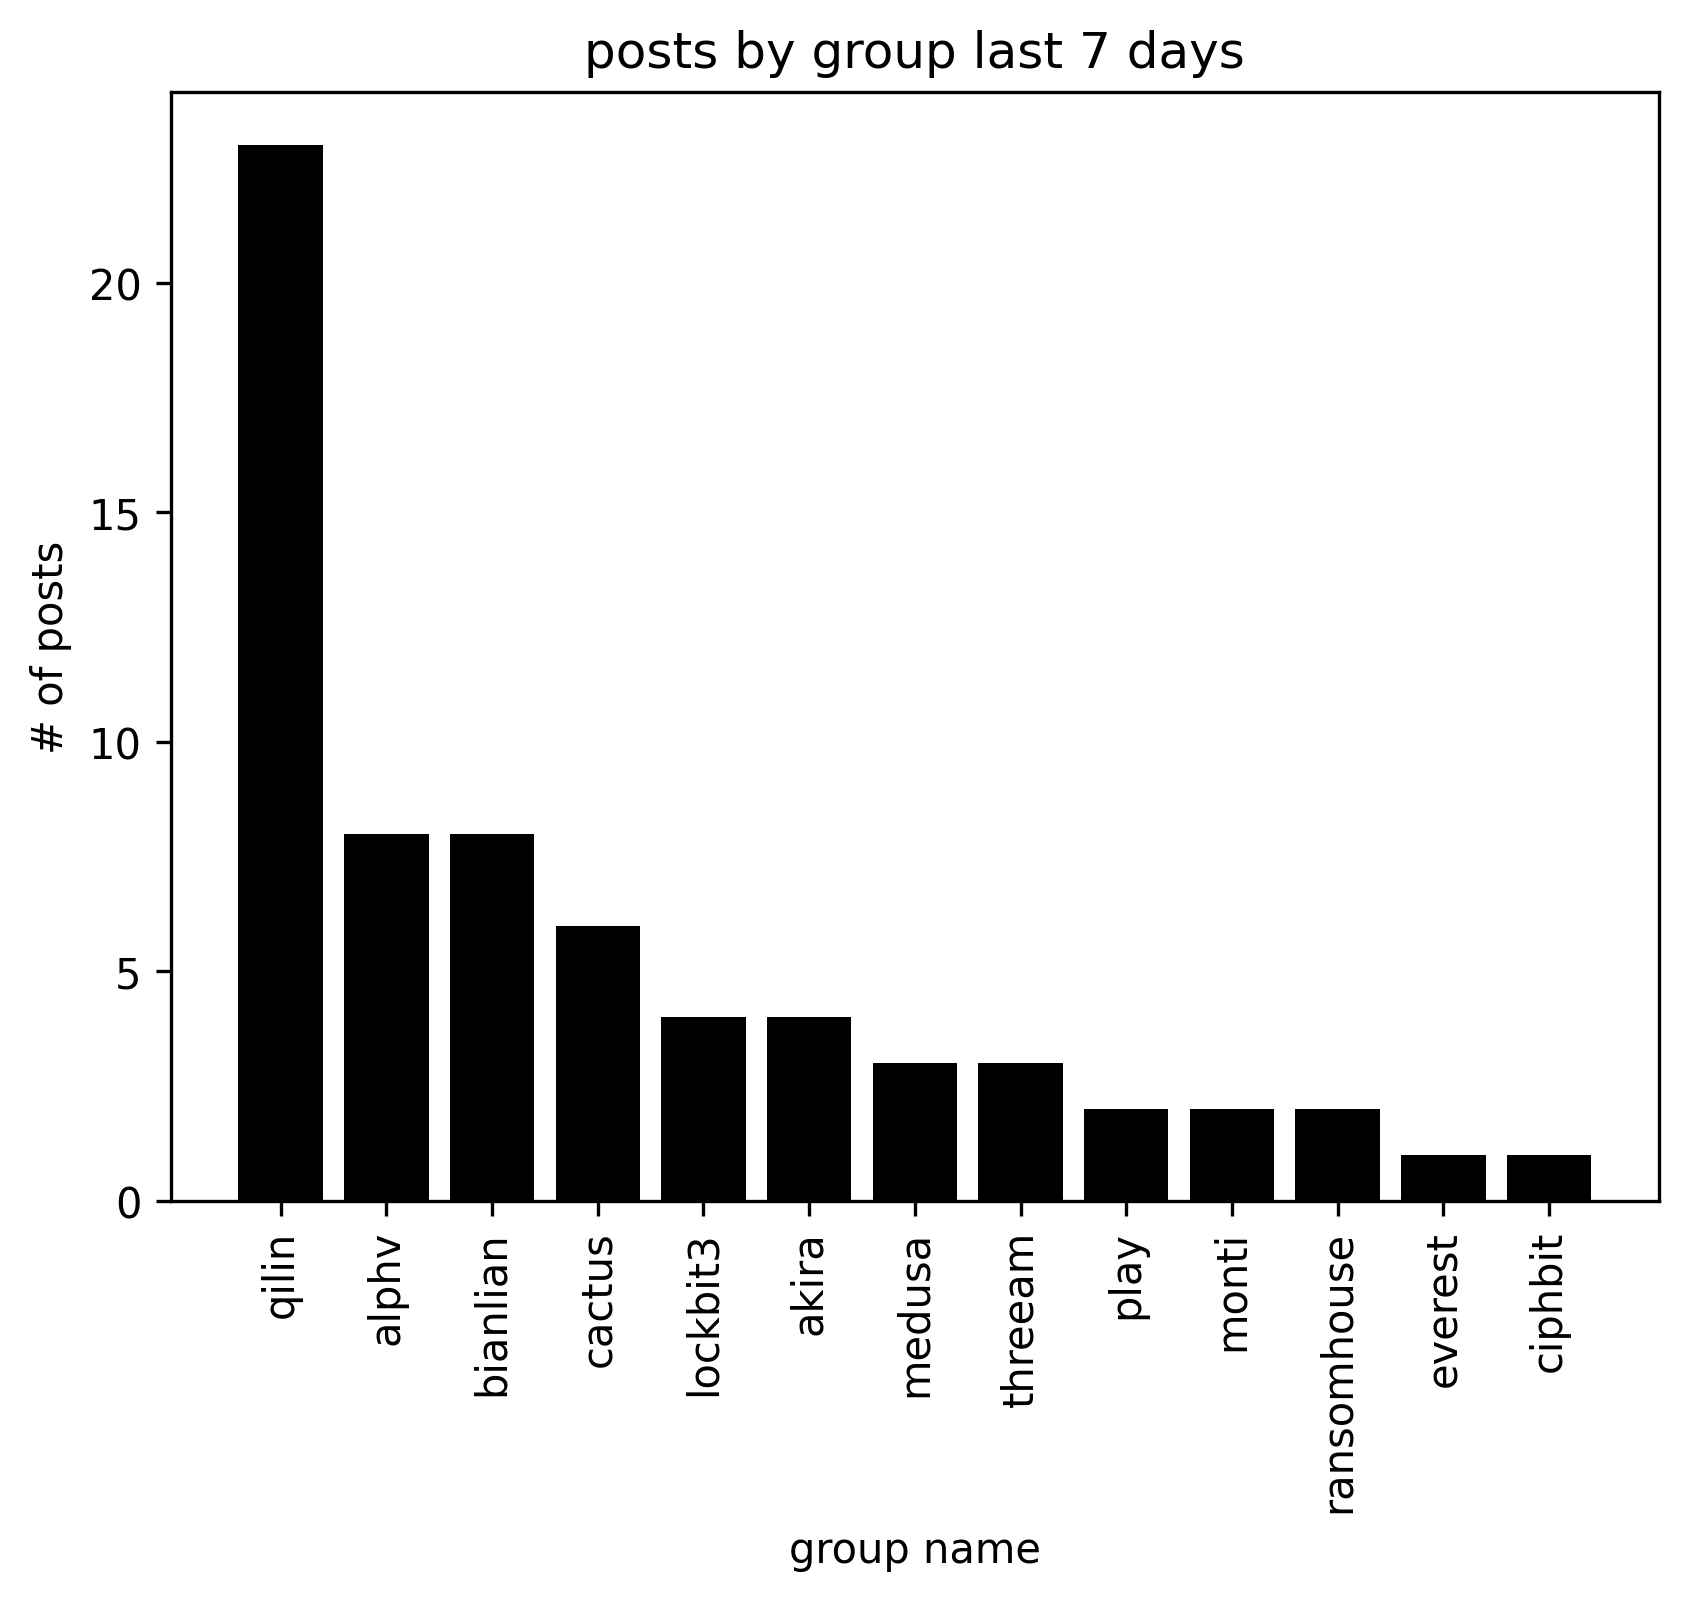 posts by group last 7 days
# of posts
20
15
10
5
0
qilin
alphv
bianlian
cactus
lockbit3
akira
medusa
threeam
play
monti
ransomhouse
everest
ciphbit
group name